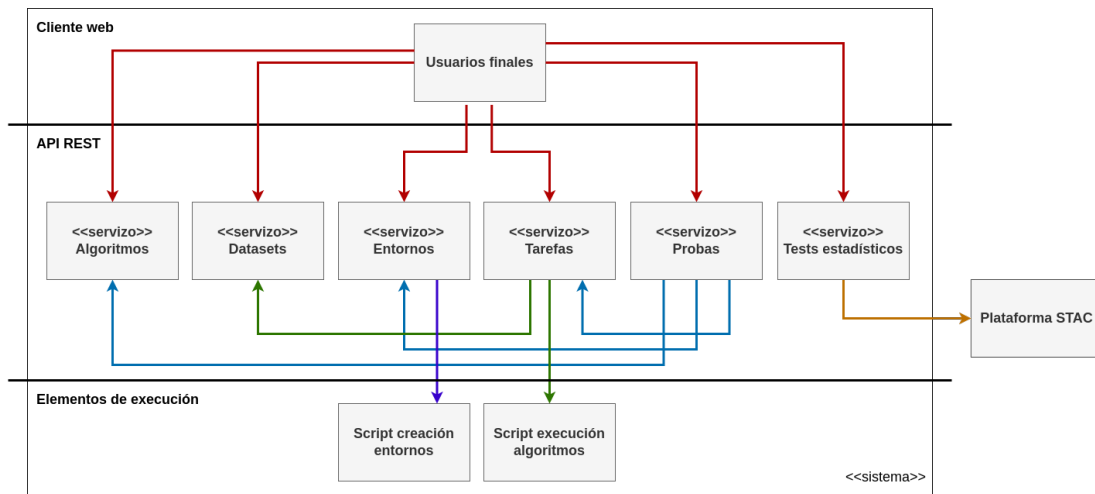 Cliente web
Usuarios finales
API REST
<<servizo>>
Algoritmos
<<servizo>>
Datasets
<<servizo>>
Entornos
<<servizo>>
Tarefas
<<servizo>>
Probas
<<servizo>>
Tests estadísticos
Plataforma STAC
Elementos de execución
Script creación
entornos
Script execución
algoritmos
<<sistema>>